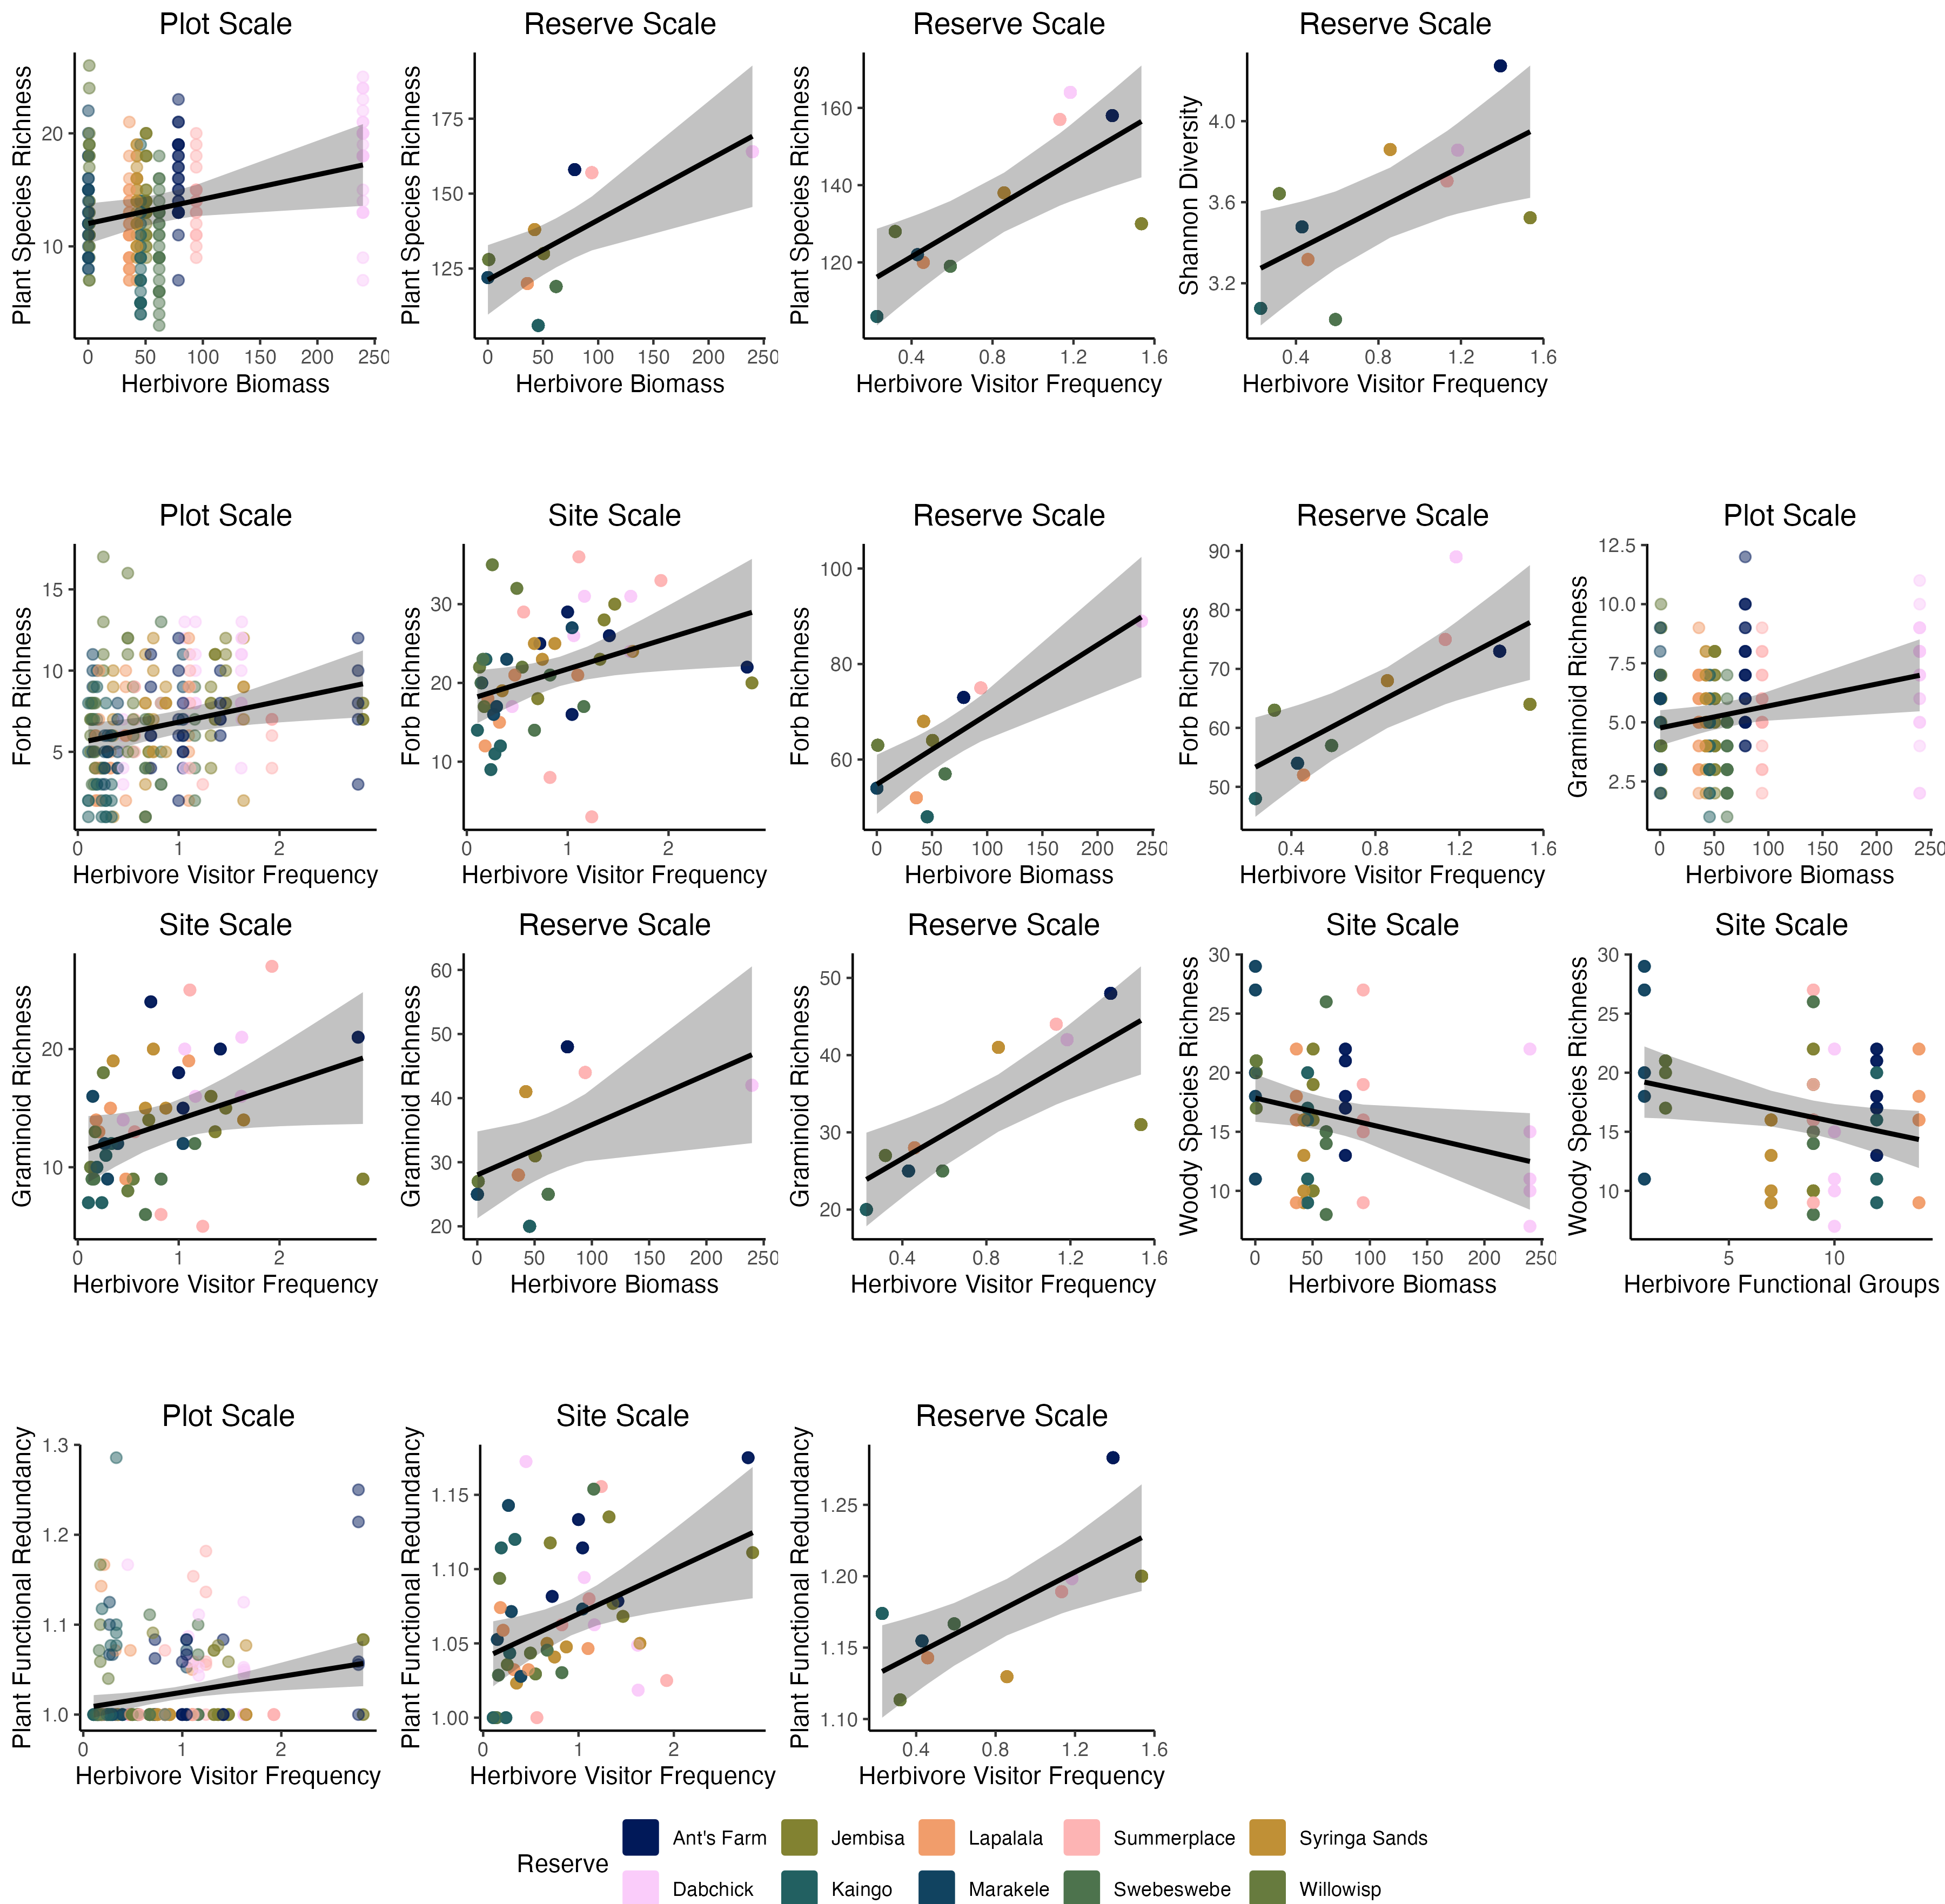 Plot Scale Reserve Scale Reserve Scale Reserve Scale
Plant Species Richness
20
10
0 50 100 150 200 250
Herbivore Biomass
Plant Species Richness
175
150
125
0 50 100 150 200 250
Herbivore Biomass
Plant Species Richness
160
140
120
0.4 0.8 1.2 1.6
Herbivore Visitor Frequency
Shannon Diversity
4.0
3.6
3.2
0.4 0.8 1.2 1.6
Herbivore Visitor Frequency
Plot Scale Site Scale Reserve Scale Reserve Scale Plot Scale
Forb Richness
15
10
5
0 1 2
Herbivore Visitor Frequency
Forb Richness
30
20
10
0 1 2
Herbivore Visitor Frequency
Forb Richness
100
80
60
0 50 100 150 200 250
Herbivore Biomass
Forb Richness
90
80
70
60
50
0.4 0.8 1.2 1.6
Herbivore Visitor Frequency
Graminoid Richness
12.5
10.0
7.5
5.0
2.5
0 50 100 150 200 250
Herbivore Biomass
Site Scale Reserve Scale Reserve Scale Site Scale Site Scale
Graminoid Richness
20
10
0 1 2
Herbivore Visitor Frequency
Graminoid Richness
60
50
40
30
20
0 50 100 150 200 250
Herbivore Biomass
Graminoid Richness
50
40
30
20
0.4 0.8 1.2 1.6
Herbivore Visitor Frequency
Woody Species Richness
30
25
20
15
10
0 50 100 150 200 250
Herbivore Biomass
Woody Species Richness
30
25
20
15
10
5 10
Herbivore Functional Groups
Plot Scale Site Scale Reserve Scale
Plant Functional Redundancy
1.3
1.2
1.1
1.0
0 1 2
Herbivore Visitor Frequency
Plant Functional Redundancy
1.15
1.10
1.05
1.00
0 1 2
Herbivore Visitor Frequency
Plant Functional Redundancy
1.25
1.20
1.15
1.10
0.4 0.8 1.2 1.6
Herbivore Visitor Frequency
Reserve
Ant's Farm Jembisa Lapalala Summerplace Syringa Sands
Dabchick Kaingo Marakele Swebeswebe Willowisp